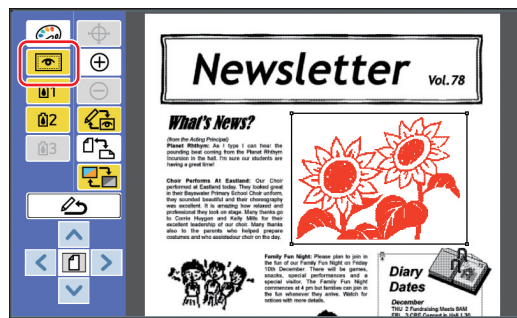 1
2
3
Newsletter Vol.78
What's News?
(from the Acting Principal)
Planet Rhthym: As I type I can hear the
pounding beat coming from the Planet Rhythym
incursion in the hall. I'm sure our students are
having a great time!
Choir Performs At Eastland: Our Choir
performed at Eastland today. They looked great
in their Bayswater Primary School Choir uniform,
they sounded beautiful and their choreography
was excellent. It is amazing how relaxed and
professional they took on stage. Many thanks go
to Corrie Huygen and Kelly Mills for their
excellent leadership of our choir. Many thanks
also to the parents who helped prepare
costumes and who assistedour choir on the day.
Family Fun Night: Please plan to join in
the fun of our Family Fun Night on Friday
10th December. There will be games,
snacks, special performances and a
special visitor, The Family Fun Night
commences at 4 pm but families can join in
the fun whenever they arrive. Watch for
notices with more details.
Diary
Dates
December
THU 2 Fundraising Meets 9AM